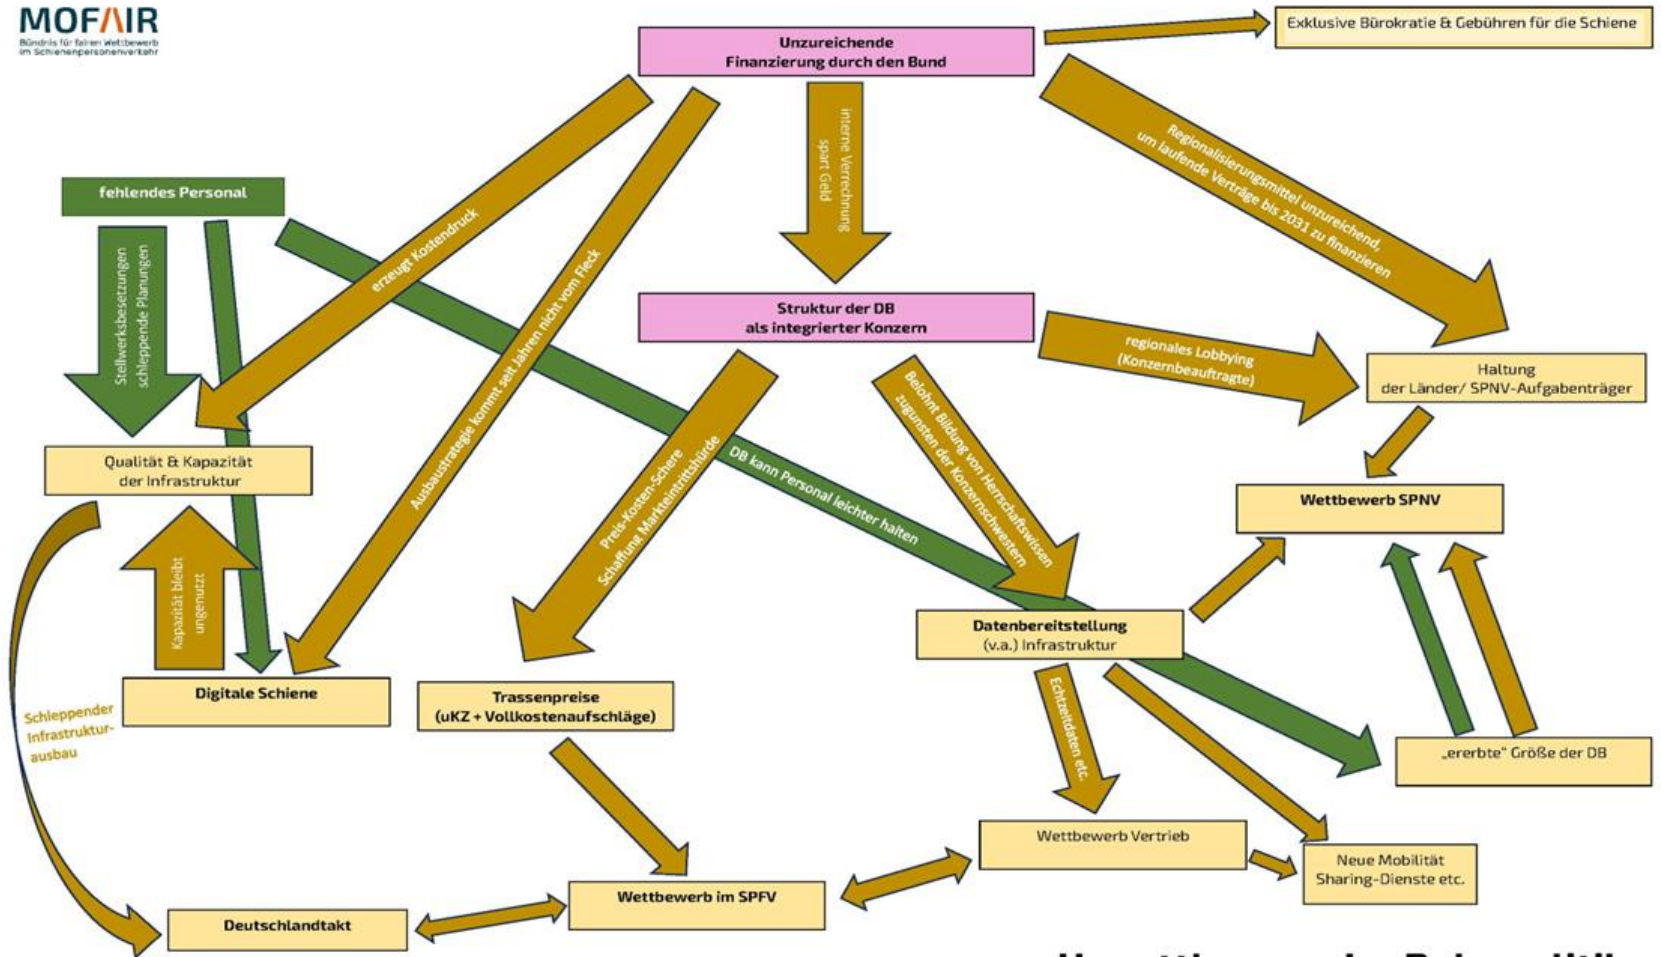 MOFAIR
Bündnis für fairen Wettbewerb
im Schienenpersonenverkehr
Exklusive Bürokratie & Gebühren für die Schiene
Unzureichende
Finanzierung durch den Bund
interne Verrechnung
spart Geld
Regionalisierungsmittel unzureichend,
um laufende Verträge bis 2031 zu finanzieren
fehlendes Personal
Stellwerksbesetzungen
schleppende Planungen
erzeugt Kostendruck
Ausbaustrategie kommt seit Jahren nicht vom Fleck
Struktur der DB
als integrierter Konzern
regionales Lobbying
(Konzernbeauftragte)
Haltung
der Länder/ SPNV-Aufgabenträger
Preis-Kosten-Schere
Schaffung Markteintrittshürde
DB kann Personal leichter halten
Belohnt Bildung von Herrschaftswissen
zugunsten der Konzernschwestern
Qualität & Kapazität
der Infrastruktur
Wettbewerb SPNV
Kapazität bleibt
ungenutzt
Datenbereitstellung
(v.a.) Infrastruktur
Digitale Schiene
Trassenpreise
(uKZ + Vollkostenaufschläge)
Echtzeitdaten etc.
Schleppender
Infrastruktur-
ausbau
„ererbte“ Größe der DB
Wettbewerb Vertrieb
Neue Mobilität
Sharing-Dienste etc.
Wettbewerb im SPFV
Deutschlandtakt